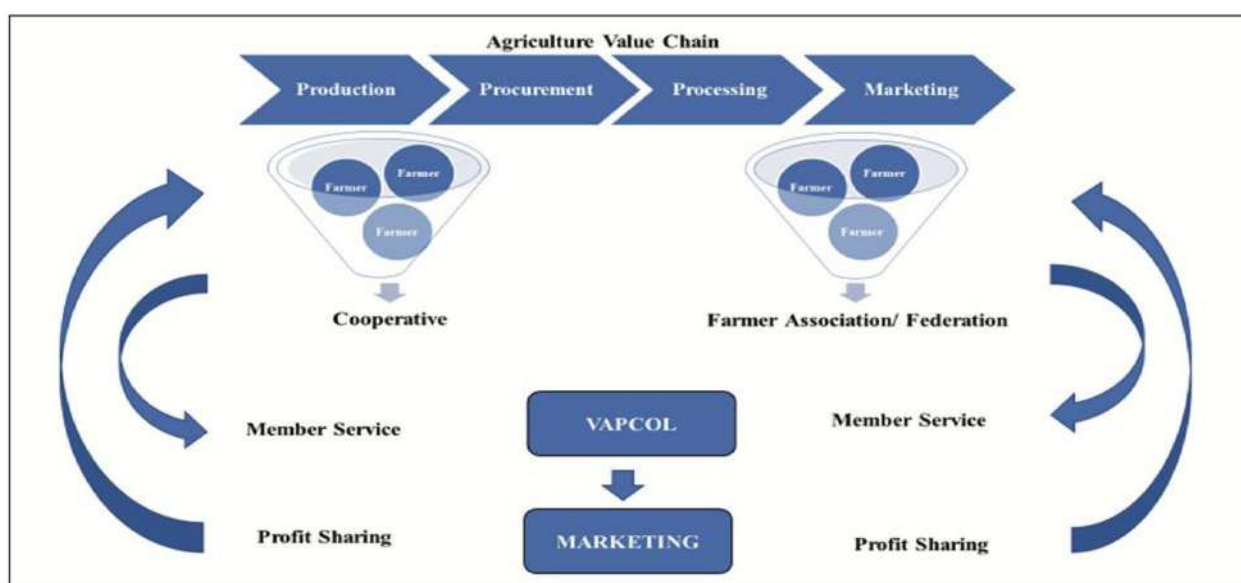 Agriculture Value Chain
Production
Procurement
Processing
Marketing
Farmer
Farmer
Farmer
Farmer
Farmer
Farmer
Cooperative
Farmer Association/ Federation
Member Service
VAPCOL
Member Service
Profit Sharing
MARKETING
Profit Sharing